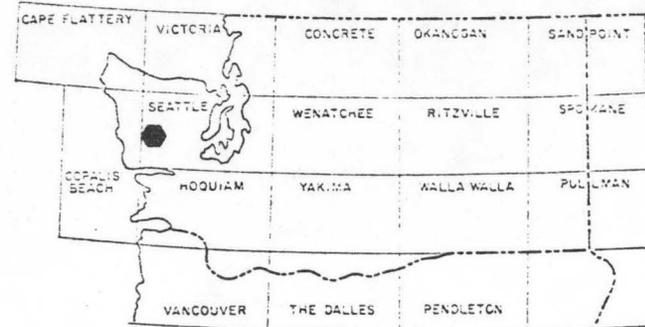 CAPE FLATTERY VICTORIA CONCRETE OKANOGAN SANDPOINT
SEATTLE WENATCHEE RITZVILLE SPOKANE
COPALIS BEACH HOQUIAM YAKIMA WALLA WALLA PULLMAN
VANCOUVER THE DALLES PENDLETON